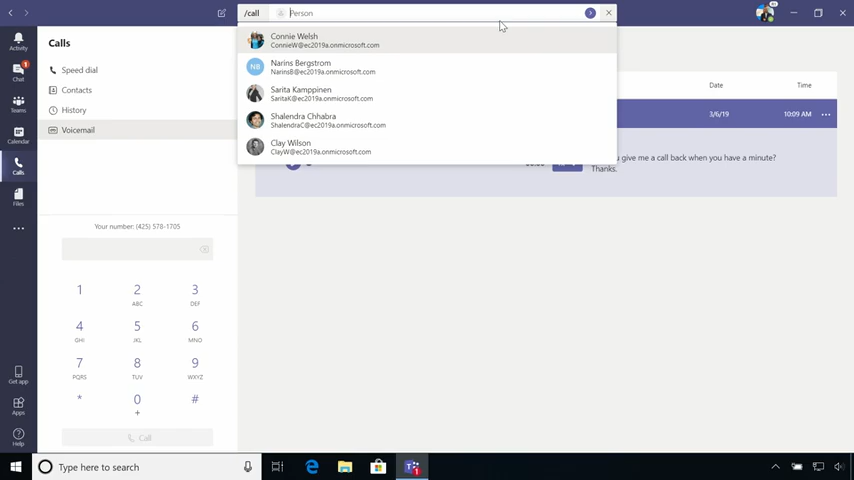 /call
Person
Connie Welsh
ConnieW@ec2019a.onmicrosoft.com
NB
Narins Bergstrom
NarinsB@ec2019a.onmicrosoft.com
Sarita Kamppinen
SaritaK@ec2019a.onmicrosoft.com
Shalendra Chhabra
ShalendraC@ec2019a.onmicrosoft.com
Clay Wilson
ClayW@ec2019a.onmicrosoft.com
Activity
1
Chat
Teams
Calendar
Calls
Files
Get app
Apps
Help
Calls
Speed dial
Contacts
History
Voicemail
Your number: (425) 578-1705
1 2 3
ABC DEF
4 5 6
GHI JKL MNO
7 8 9
PQRS TUV WXYZ
* 0 #
+
Call
Date Time
3/6/19 10:09 AM
give me a call back when you have a minute?
Thanks.
Type here to search
1